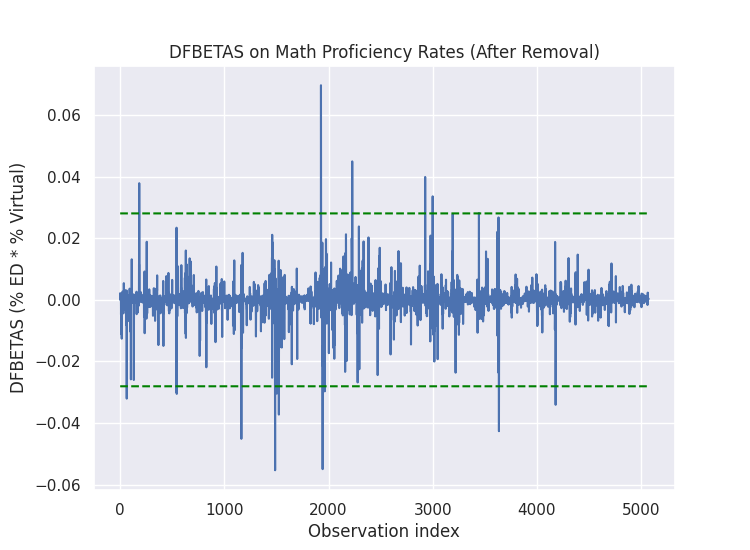 DFBETAS on Math Proficiency Rates (After Removal)
0.06
0.04
0.02
0.00
−0.02
−0.04
−0.06
DFBETAS (% ED * % Virtual)
0 1000 2000 3000 4000 5000
Observation index